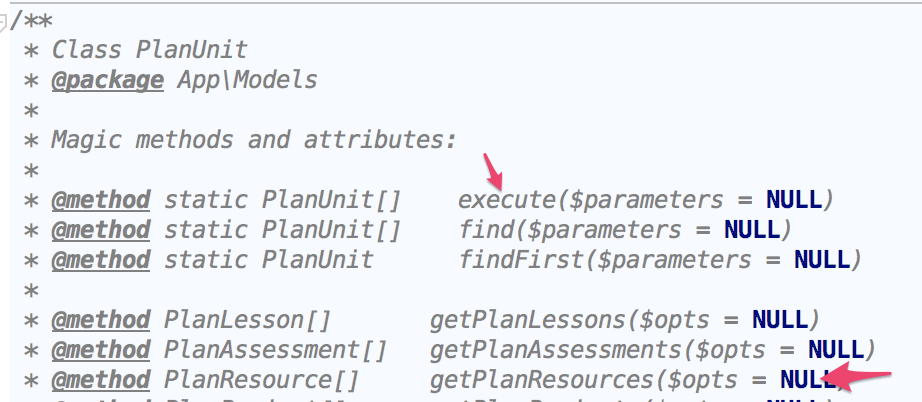 /**
 * Class PlanUnit
 * @package App\Models
 *
 * Magic methods and attributes:
 *
 * @method static PlanUnit[]    execute($parameters = NULL)
 * @method static PlanUnit[]    find($parameters = NULL)
 * @method static PlanUnit      findFirst($parameters = NULL)
 *
 * @method PlanLesson[]       getPlanLessons($opts = NULL)
 * @method PlanAssessment[]   getPlanAssessments($opts = NULL)
 * @method PlanResource[]     getPlanResources($opts = NULL)